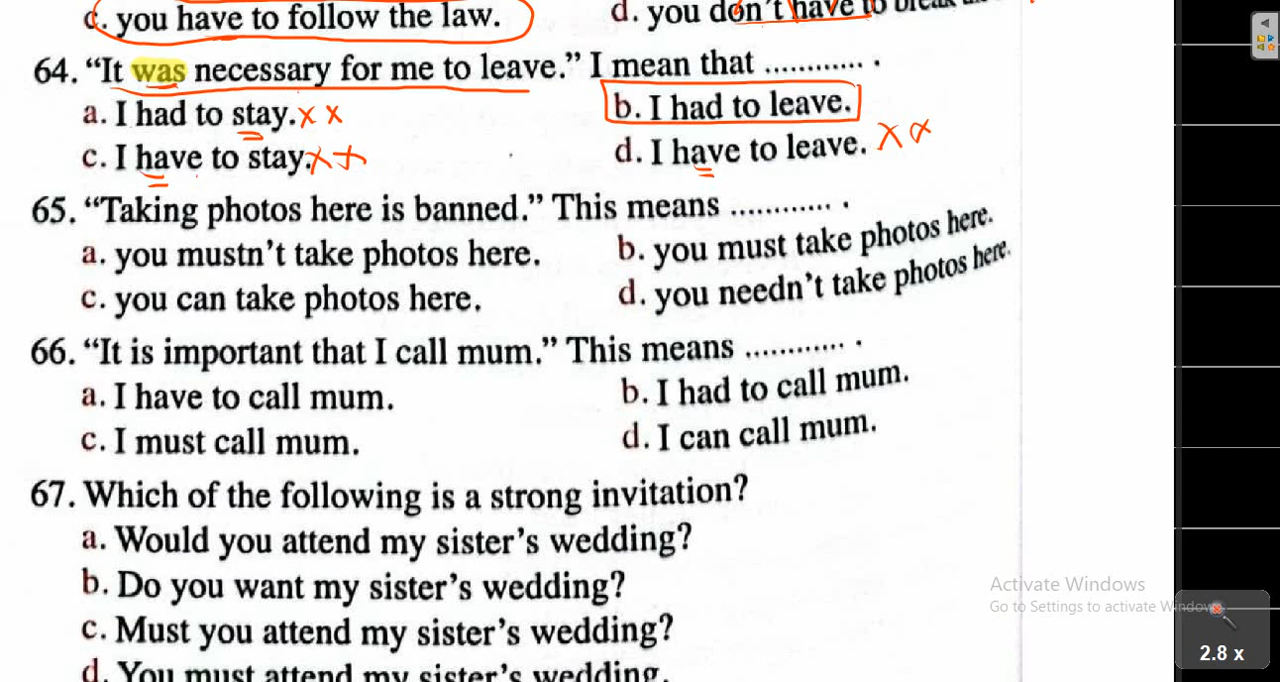 c. you have to follow the law.
d. you don't have to break
64. “It was necessary for me to leave.” I mean that ............. .
a. I had to stay. x x
b. I had to leave.
c. I have to stay. x x
d. I have to leave. x x
65. “Taking photos here is banned.” This means ............. .
a. you mustn't take photos here.
b. you must take photos here.
c. you can take photos here.
d. you needn't take photos here.
66. “It is important that I call mum.” This means ............. .
a. I have to call mum.
b. I had to call mum.
c. I must call mum.
d. I can call mum.
67. Which of the following is a strong invitation?
a. Would you attend my sister's wedding?
b. Do you want my sister's wedding?
c. Must you attend my sister's wedding?
d. You must attend my sister's wedding.
Activate Windows
Go to Settings to activate Windows
2.8 x